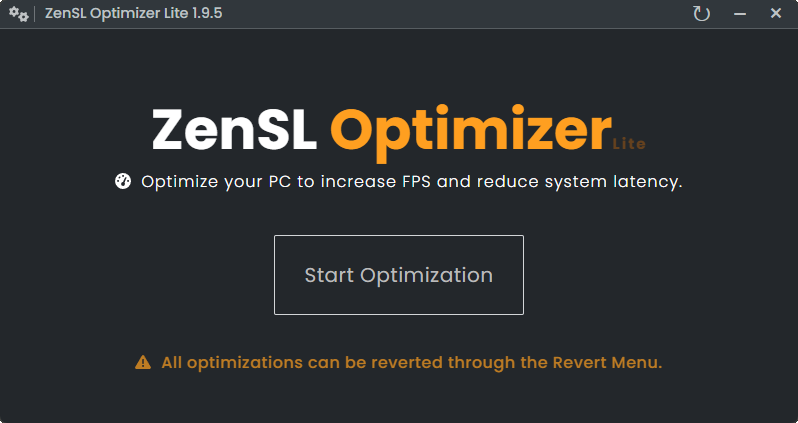 ZenSL Optimizer Lite 1.9.5
ZenSL Optimizer Lite
Optimize your PC to increase FPS and reduce system latency.
Start Optimization
All optimizations can be reverted through the Revert Menu.